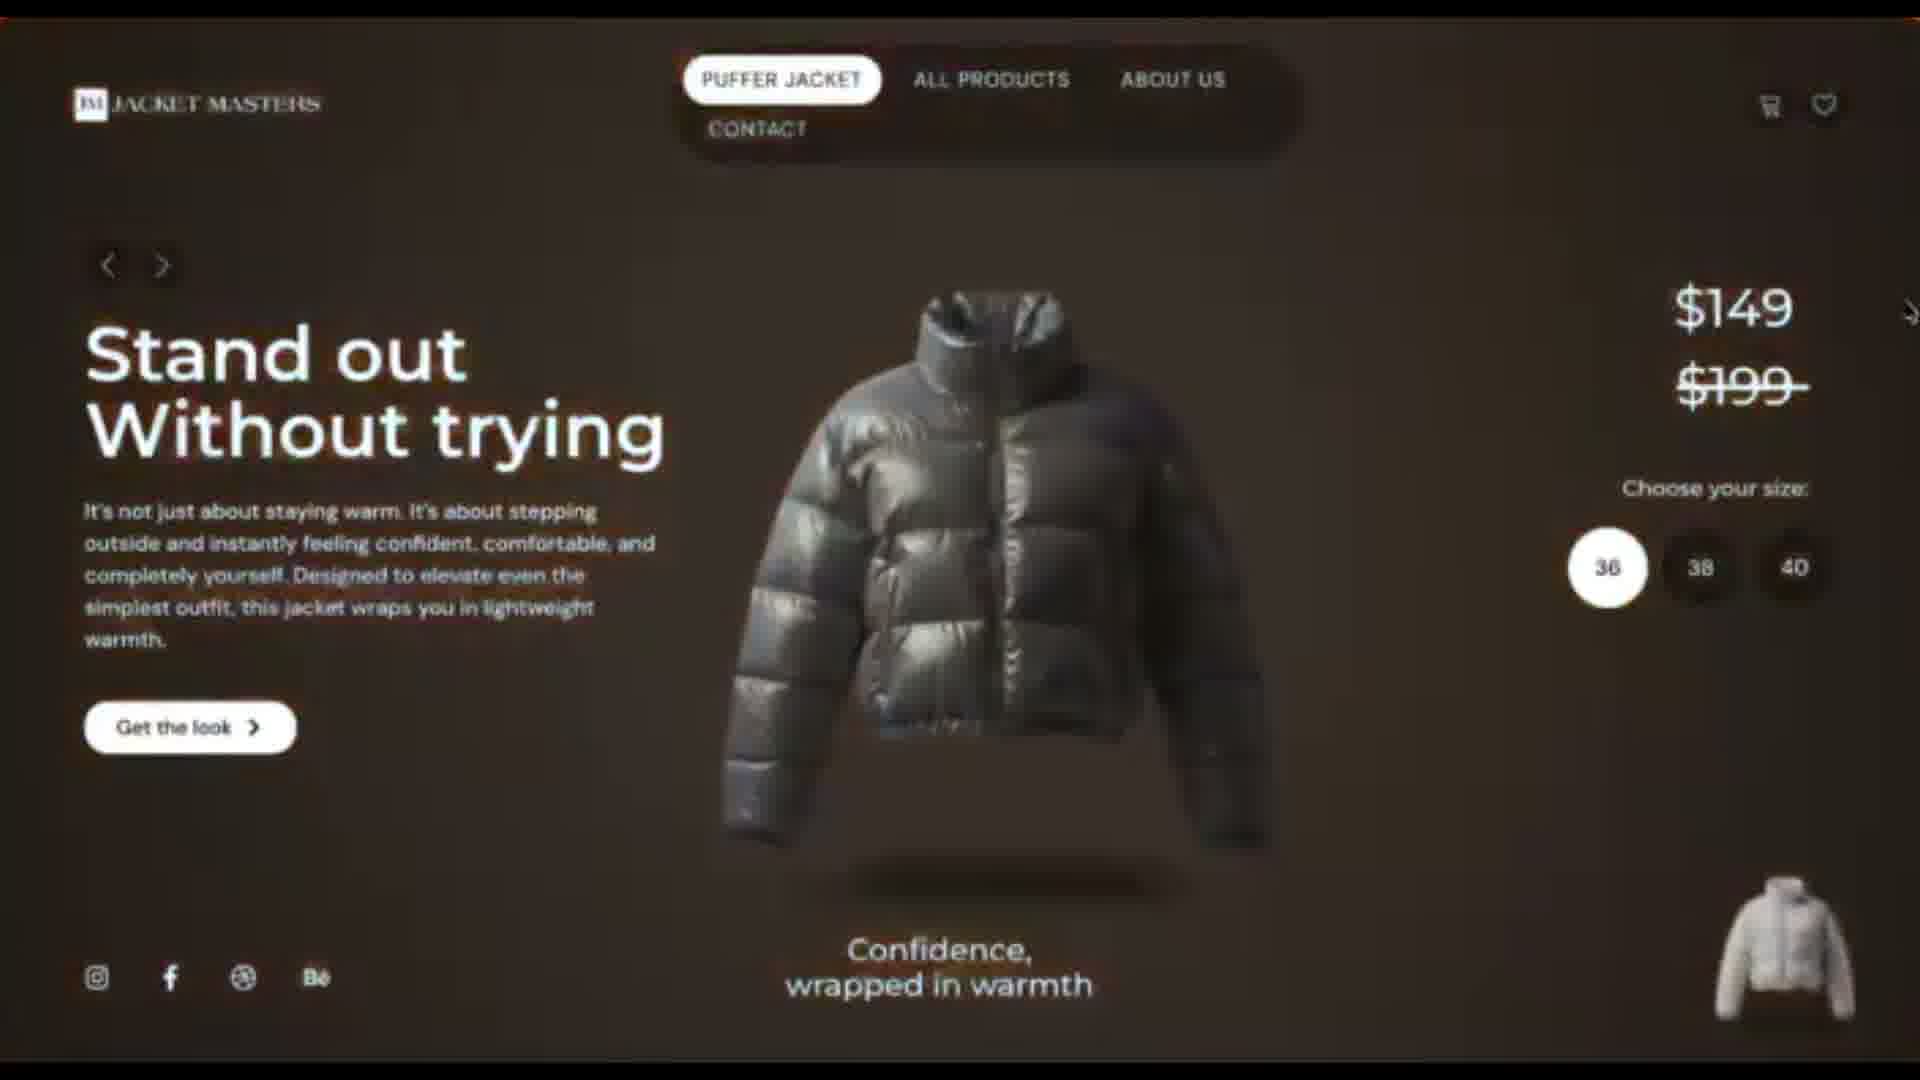 JM JACKET MASTERS
PUFFER JACKET ALL PRODUCTS ABOUT US
CONTACT
Stand out
Without trying
It's not just about staying warm. It's about stepping
outside and instantly feeling confident, comfortable, and
completely yourself. Designed to elevate even the
simplest outfit, this jacket wraps you in lightweight
warmth.
Get the look
$149
$199
Choose your size:
36 38 40
Confidence,
wrapped in warmth
Bē